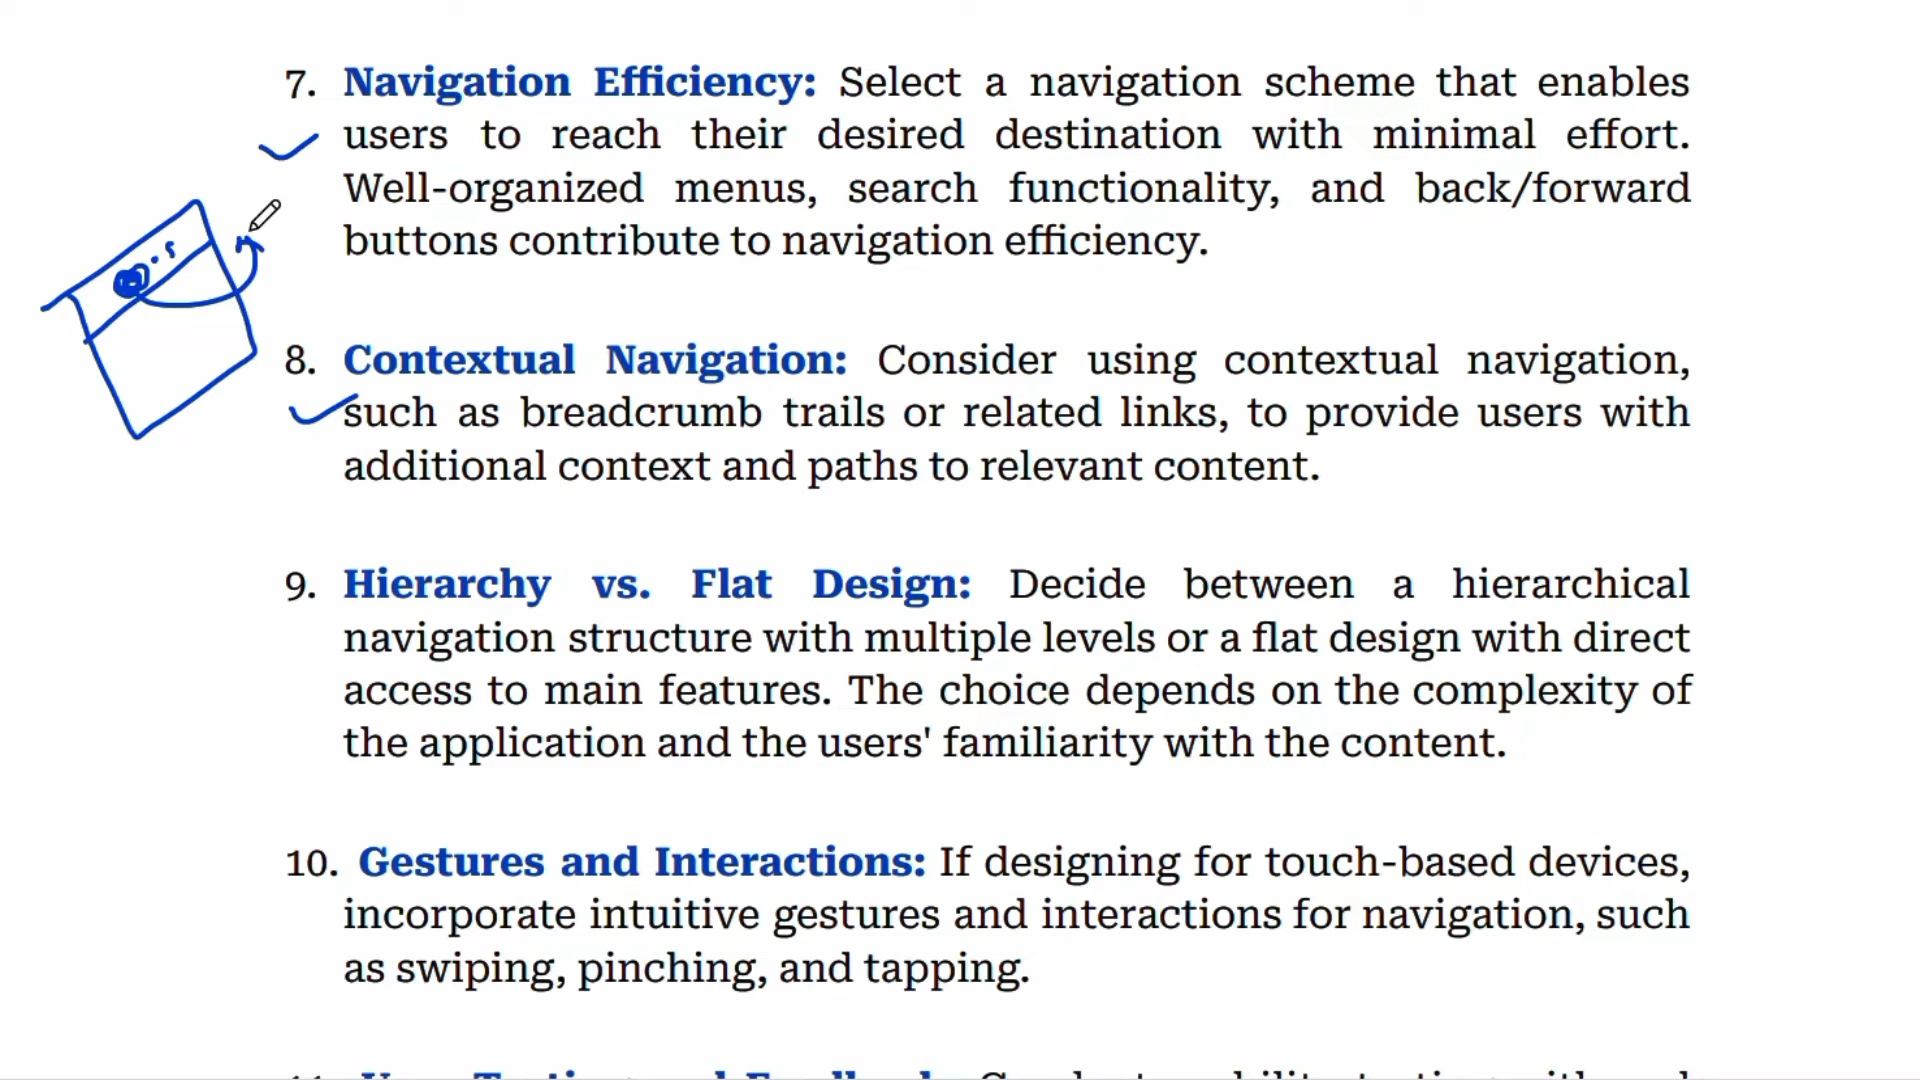 7. Navigation Efficiency: Select a navigation scheme that enables
users to reach their desired destination with minimal effort.
Well-organized menus, search functionality, and back/forward
buttons contribute to navigation efficiency.
8. Contextual Navigation: Consider using contextual navigation,
such as breadcrumb trails or related links, to provide users with
additional context and paths to relevant content.
9. Hierarchy vs. Flat Design: Decide between a hierarchical
navigation structure with multiple levels or a flat design with direct
access to main features. The choice depends on the complexity of
the application and the users' familiarity with the content.
10. Gestures and Interactions: If designing for touch-based devices,
incorporate intuitive gestures and interactions for navigation, such
as swiping, pinching, and tapping.